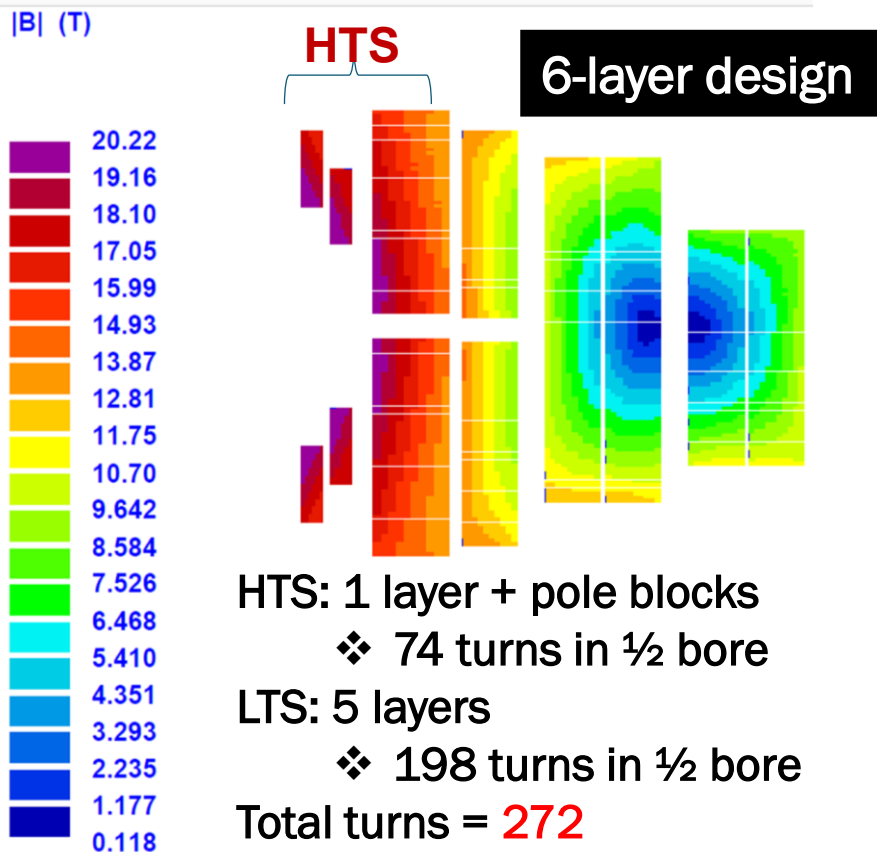 |B| (T)
HTS
6-layer design
20.22
19.16
18.10
17.05
15.99
14.93
13.87
12.81
11.75
10.70
9.642
8.584
7.526
6.468
5.410
4.351
3.293
2.235
1.177
0.118
HTS: 1 layer + pole blocks
❖ 74 turns in ½ bore
LTS: 5 layers
❖ 198 turns in ½ bore
Total turns = 272